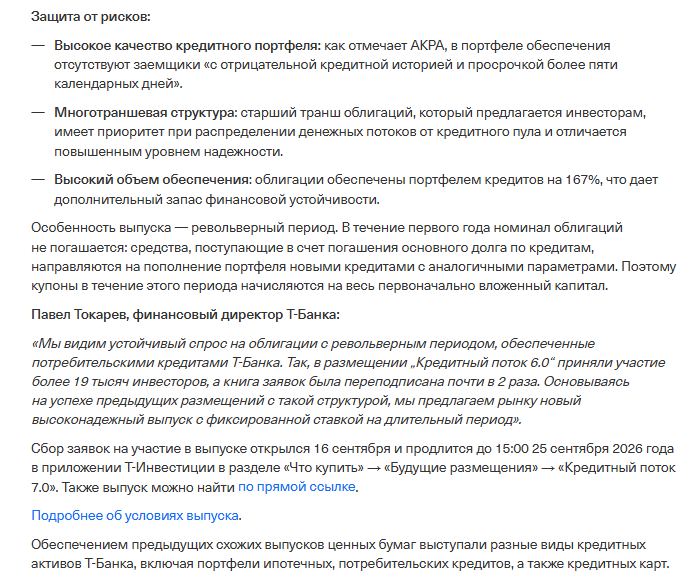 Защита от рисков:
— Высокое качество кредитного портфеля: как отмечает АКРА, в портфеле обеспечения
отсутствуют заемщики «с отрицательной кредитной историей и просрочкой более пяти
календарных дней».
— Многотраншевая структура: старший транш облигаций, который предлагается инвесторам,
имеет приоритет при распределении денежных потоков от кредитного пула и отличается
повышенным уровнем надежности.
— Высокий объем обеспечения: облигации обеспечены портфелем кредитов на 167%, что дает
дополнительный запас финансовой устойчивости.
Особенность выпуска — револьверный период. В течение первого года номинал облигаций
не погашается: средства, поступающие в счет погашения основного долга по кредитам,
направляются на пополнение портфеля новыми кредитами с аналогичными параметрами. Поэтому
купоны в течение этого периода начисляются на весь первоначально вложенный капитал.
Павел Токарев, финансовый директор Т-Банка:
«Мы видим устойчивый спрос на облигации с револьверным периодом, обеспеченные
потребительскими кредитами Т-Банка. Так, в размещении „Кредитный поток 6.0“ приняли участие
более 19 тысяч инвесторов, а книга заявок была переподписана почти в 2 раза. Основываясь
на успехе предыдущих размещений с такой структурой, мы предлагаем рынку новый
высоконадежный выпуск с фиксированной ставкой на длительный период».
Сбор заявок на участие в выпуске открылся 16 сентября и продлится до 15:00 25 сентября 2026 года
в приложении Т-Инвестиции в разделе «Что купить» → «Будущие размещения» → «Кредитный поток
7.0». Также выпуск можно найти по прямой ссылке.
Подробнее об условиях выпуска.
Обеспечением предыдущих схожих выпусков ценных бумаг выступали разные виды кредитных
активов Т-Банка, включая портфели ипотечных, потребительских кредитов, а также кредитных карт.